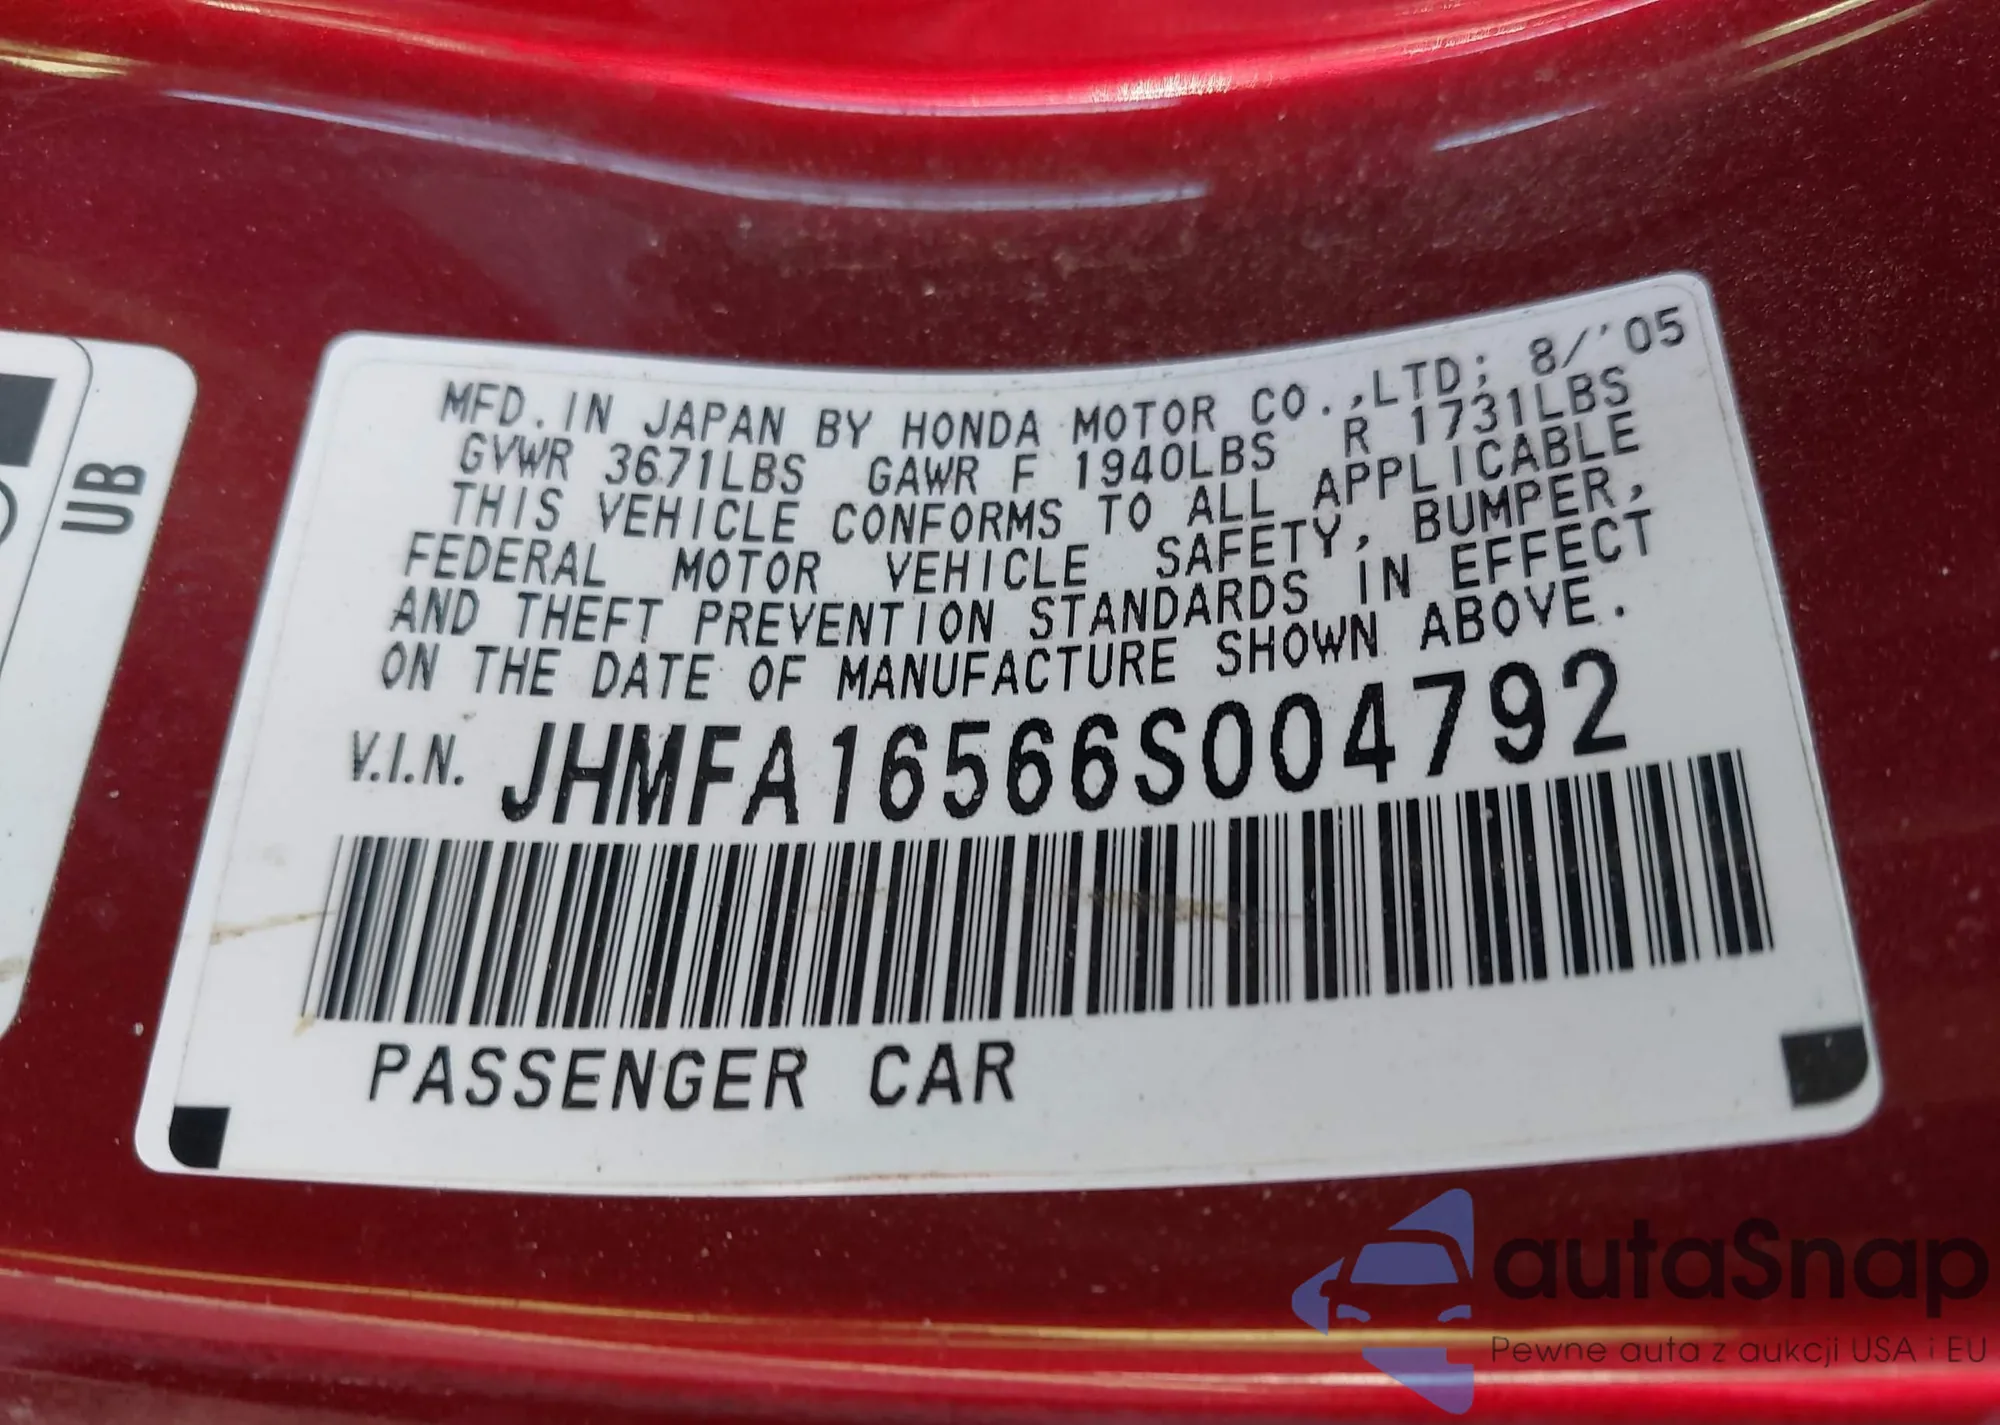 MFD. IN JAPAN BY HONDA MOTOR CO.,LTD; 8/'05
GVWR 3671LBS GAWR F 1940LBS R 1731LBS
THIS VEHICLE CONFORMS TO ALL APPLICABLE
FEDERAL MOTOR VEHICLE SAFETY, BUMPER,
AND THEFT PREVENTION STANDARDS IN EFFECT
ON THE DATE OF MANUFACTURE SHOWN ABOVE.
V.I.N. JHMFA16566S004792
PASSENGER CAR
UB
autoSnap
Pewne auta z aukcji USA i EU